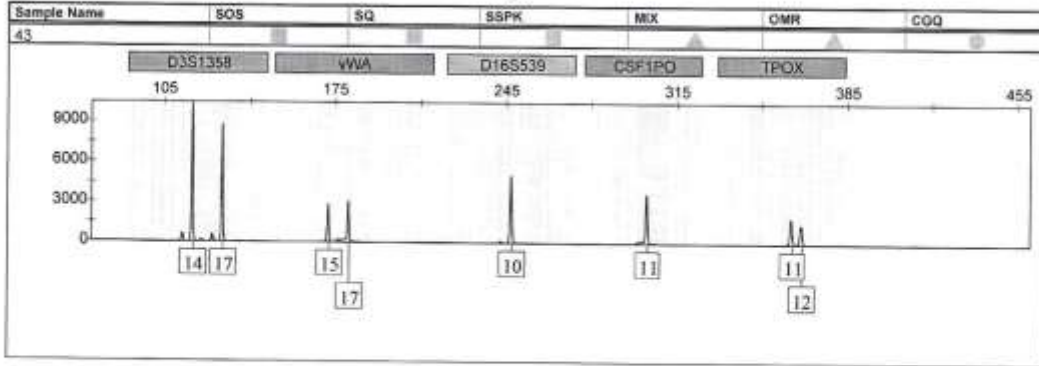 Sample Name SOS SQ SSPK MIX OMR CGQ
43
D3S1358 vWA D16S539 CSF1PO TPOX
105 175 245 315 385 455
9000
6000
3000
0
14 17 15 10 11 11
17 12